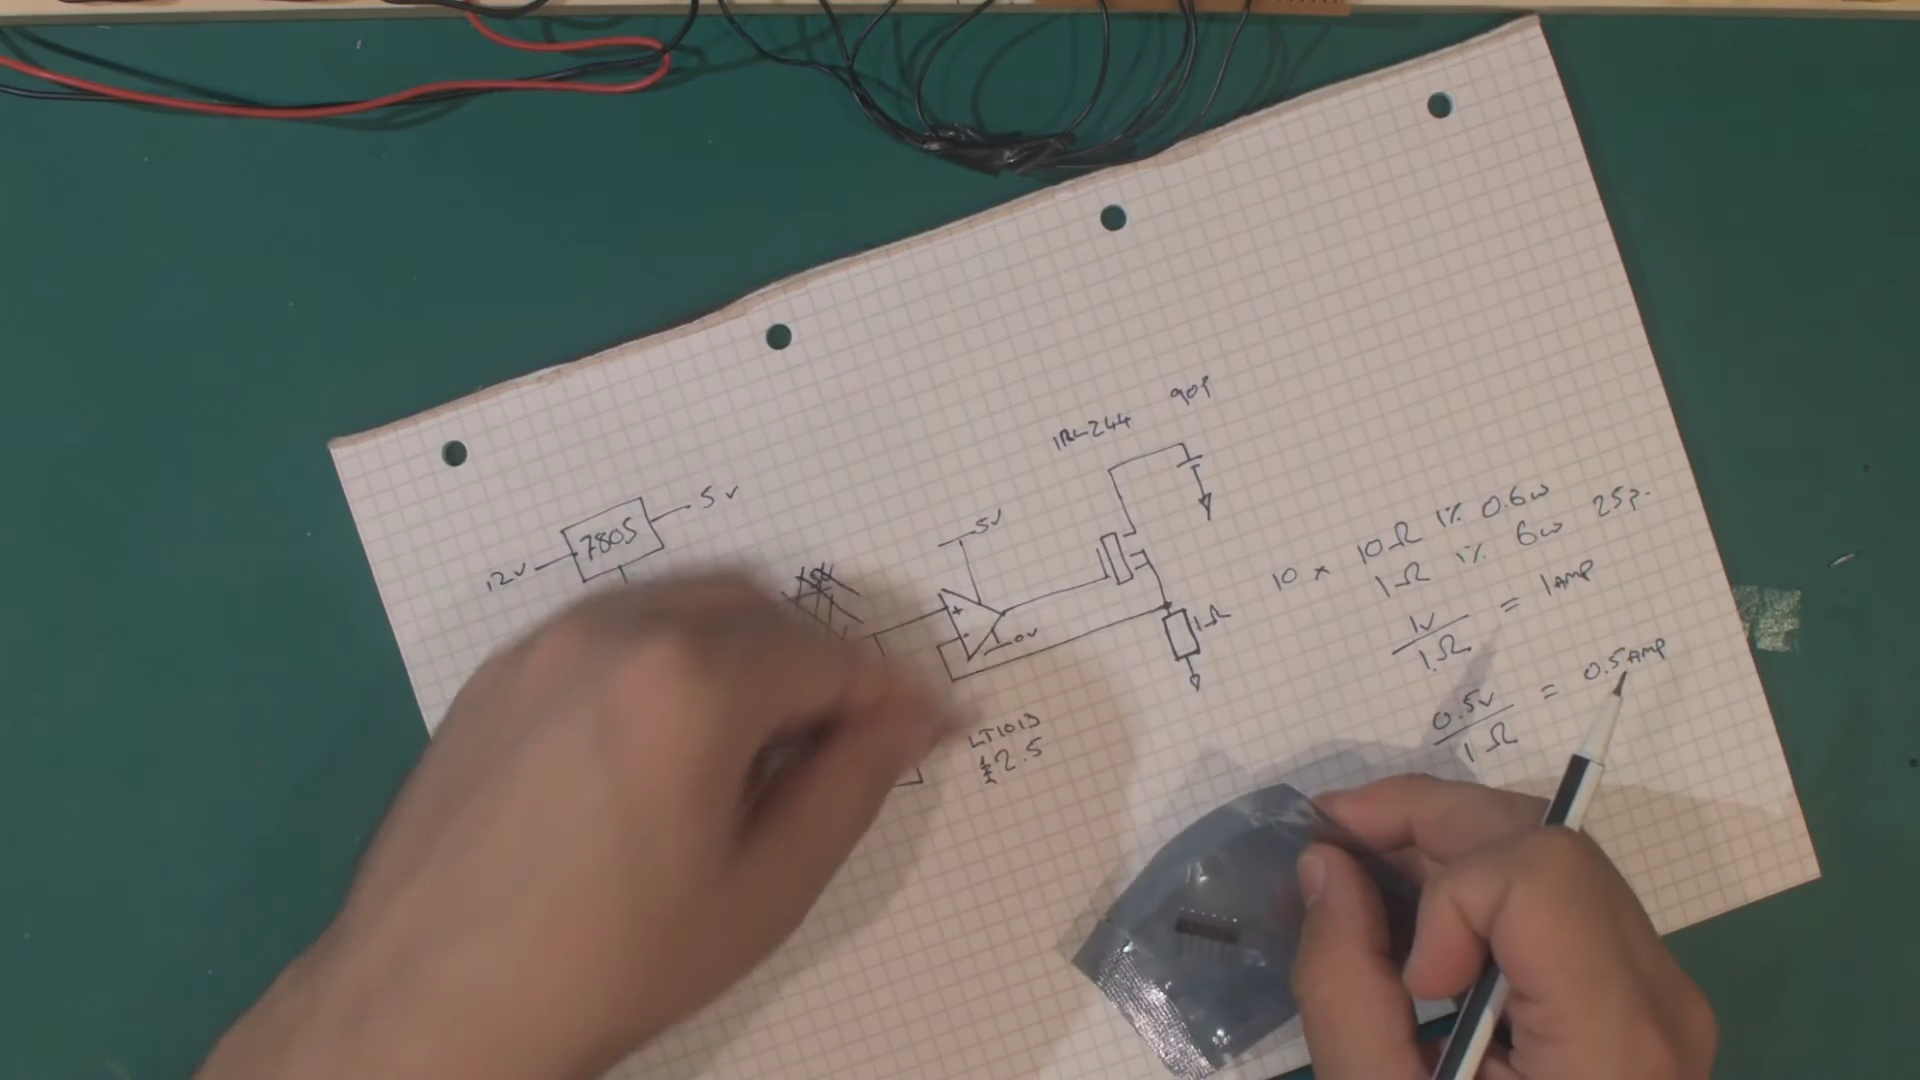 90p
5v
7805
12v
5v
+
-
0v
1Ω
10 x 10Ω 1% 0.6w
1Ω 1% 6w 25p.
1v
1Ω
= 1AMP
0.5v
1Ω
= 0.5AMP
LT1013
£2.5